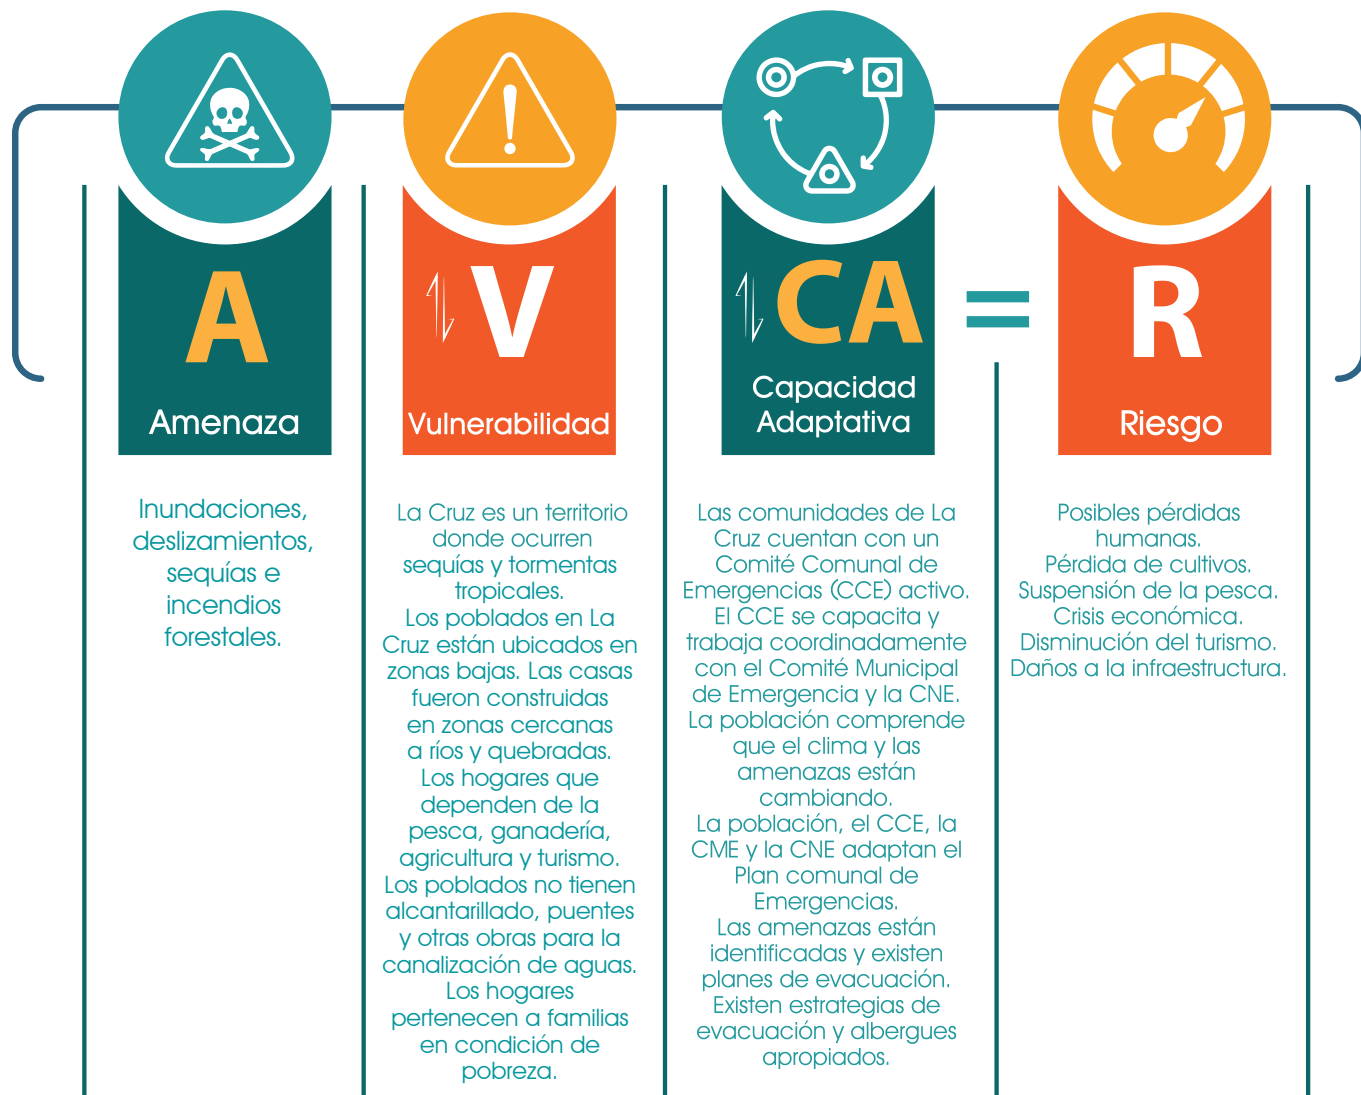 A
Amenaza
Inundaciones,
deslizamientos,
sequías e
incendios
forestales.
V
Vulnerabilidad
La Cruz es un territorio
donde ocurren
sequías y tormentas
tropicales.
Los poblados en La
Cruz están ubicados en
zonas bajas. Las casas
fueron construidas
en zonas cercanas
a ríos y quebradas.
Los hogares que
dependen de la
pesca, ganadería,
agricultura y turismo.
Los poblados no tienen
alcantarillado, puentes
y otras obras para la
canalización de aguas.
Los hogares
pertenecen a familias
en condición de
pobreza.
CA
Capacidad
Adaptativa
Las comunidades de La
Cruz cuentan con un
Comité Comunal de
Emergencias (CCE) activo.
El CCE se capacita y
trabaja coordinadamente
con el Comité Municipal
de Emergencia y la CNE.
La población comprende
que el clima y las
amenazas están
cambiando.
La población, el CCE, la
CME y la CNE adaptan el
Plan comunal de
Emergencias.
Las amenazas están
identificadas y existen
planes de evacuación.
Existen estrategias de
evacuación y albergues
apropiados.
=
R
Riesgo
Posibles pérdidas
humanas.
Pérdida de cultivos.
Suspensión de la pesca.
Crisis económica.
Disminución del turismo.
Daños a la infraestructura.